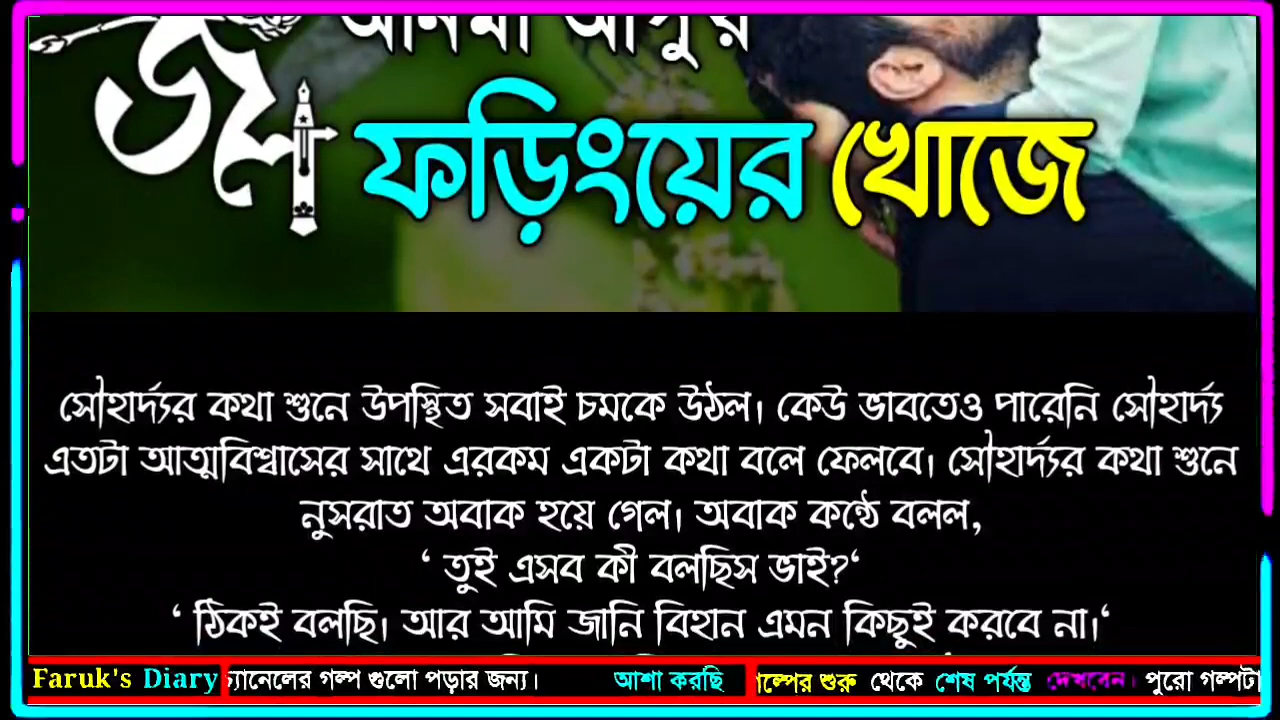 জল ফড়িংয়ের খোজে
সৌহার্দ্যর কথা শুনে উপস্থিত সবাই চমকে উঠল। কেউ ভাবতেও পারেনি সৌহার্দ্য
এতটা আত্মবিশ্বাসের সাথে এরকম একটা কথা বলে ফেলবে। সৌহার্দ্যর কথা শুনে
নুসরাত অবাক হয়ে গেল। অবাক কন্ঠে বলল,
‘ তুই এসব কী বলছিস ভাই?‘
‘ ঠিকই বলছি। আর আমি জানি বিহান এমন কিছুই করবে না।‘
Faruk's Diary চ্যানেলের গল্প গুলো পড়ার জন্য। আশা করছি গল্পের শুরু থেকে শেষ পর্যন্ত দেখবেন। পুরো গল্পটা